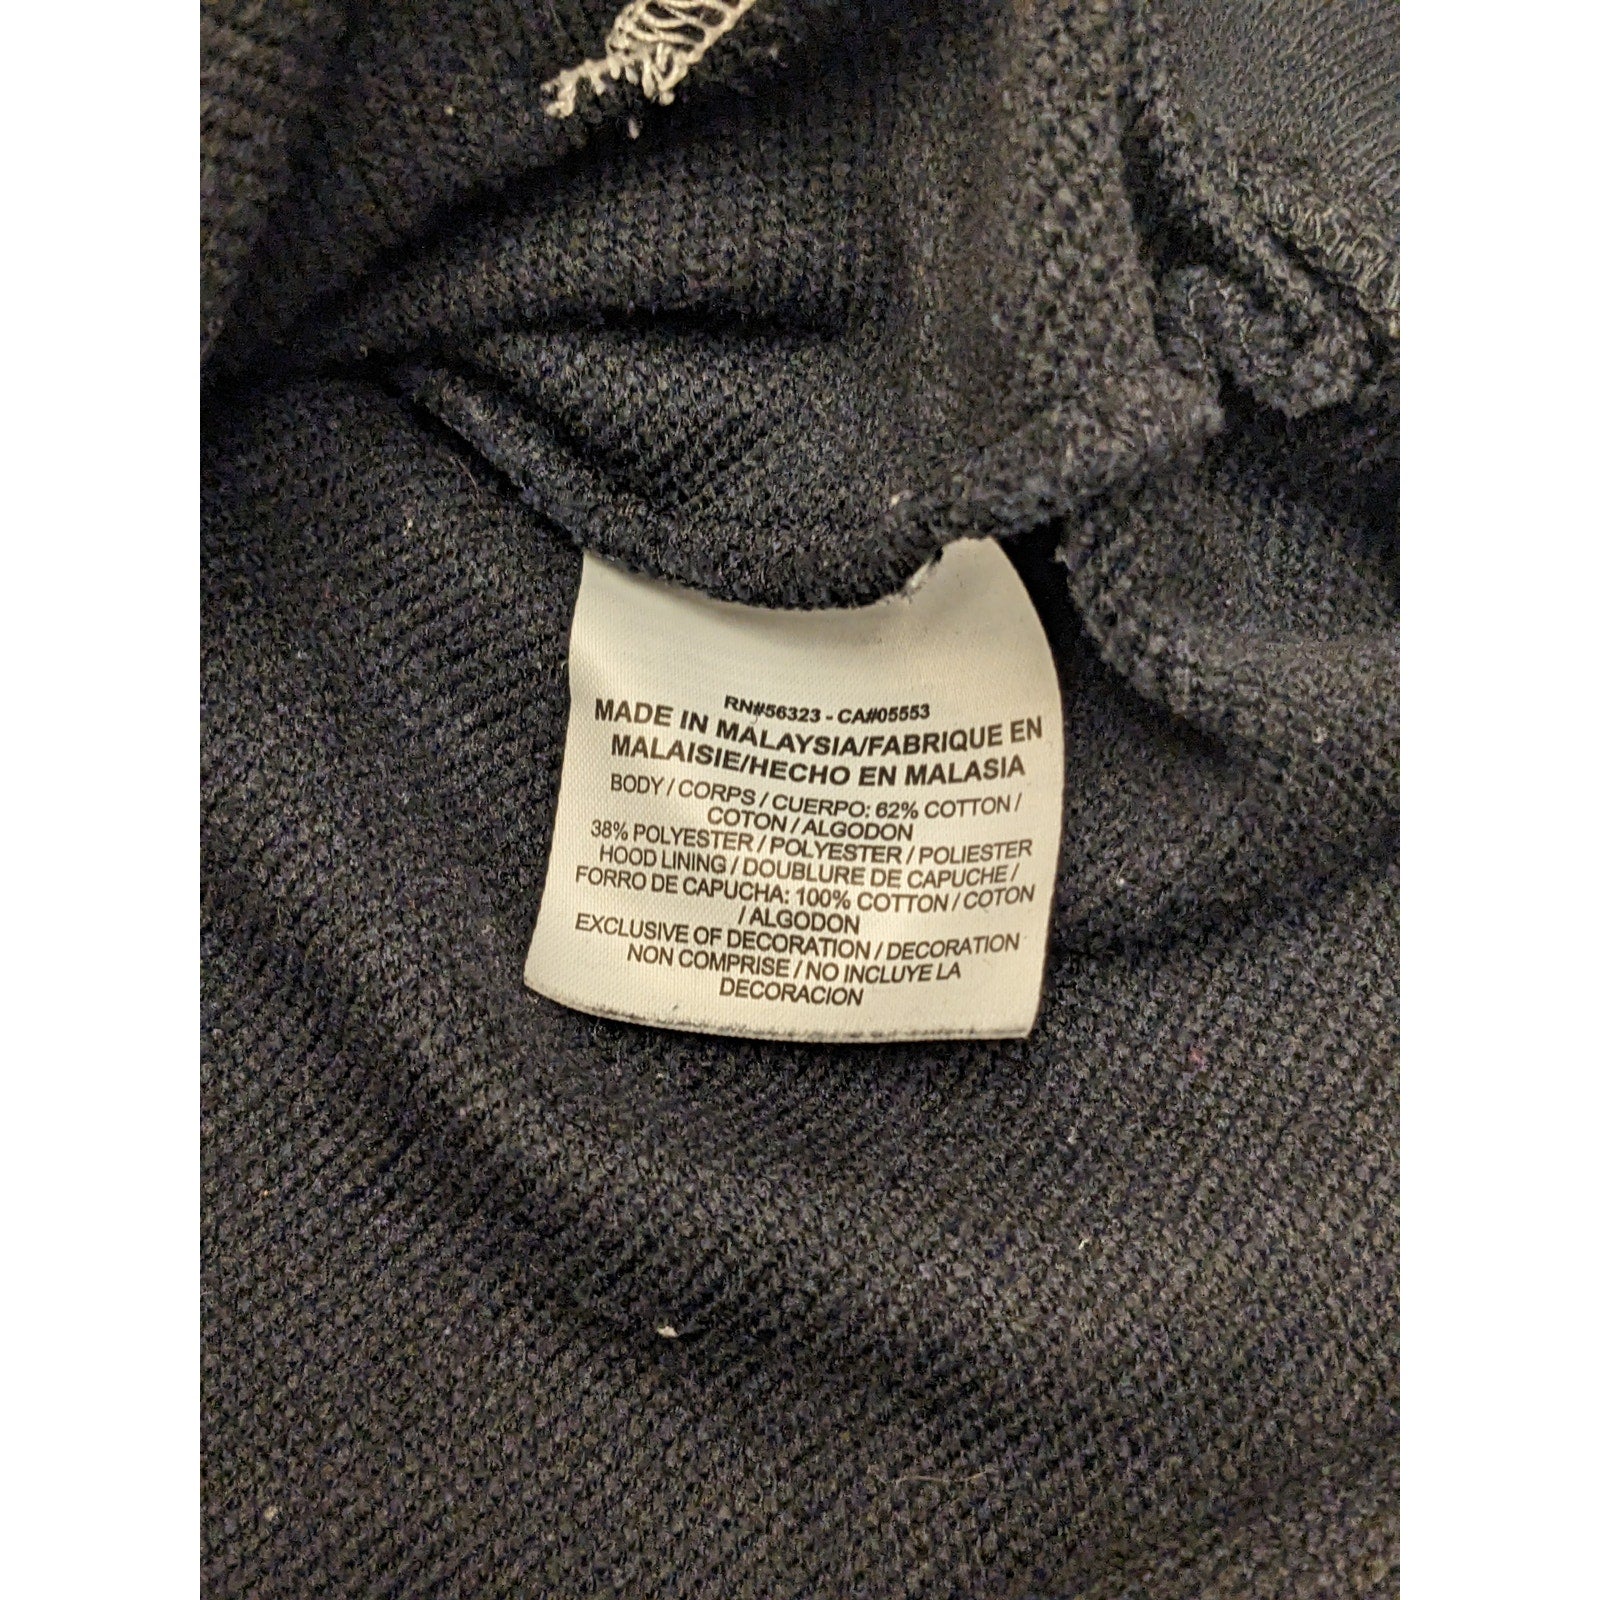 RN#56323 - CA#05553
MADE IN MALAYSIA/FABRIQUE EN
MALAISIE/HECHO EN MALASIA
BODY / CORPS / CUERPO: 62% COTTON /
COTON / ALGODON
38% POLYESTER / POLYESTER / POLIESTER
HOOD LINING / DOUBLURE DE CAPUCHE /
FORRO DE CAPUCHA: 100% COTTON / COTON
/ ALGODON
EXCLUSIVE OF DECORATION / DECORATION
NON COMPRISE / NO INCLUYE LA
DECORACION